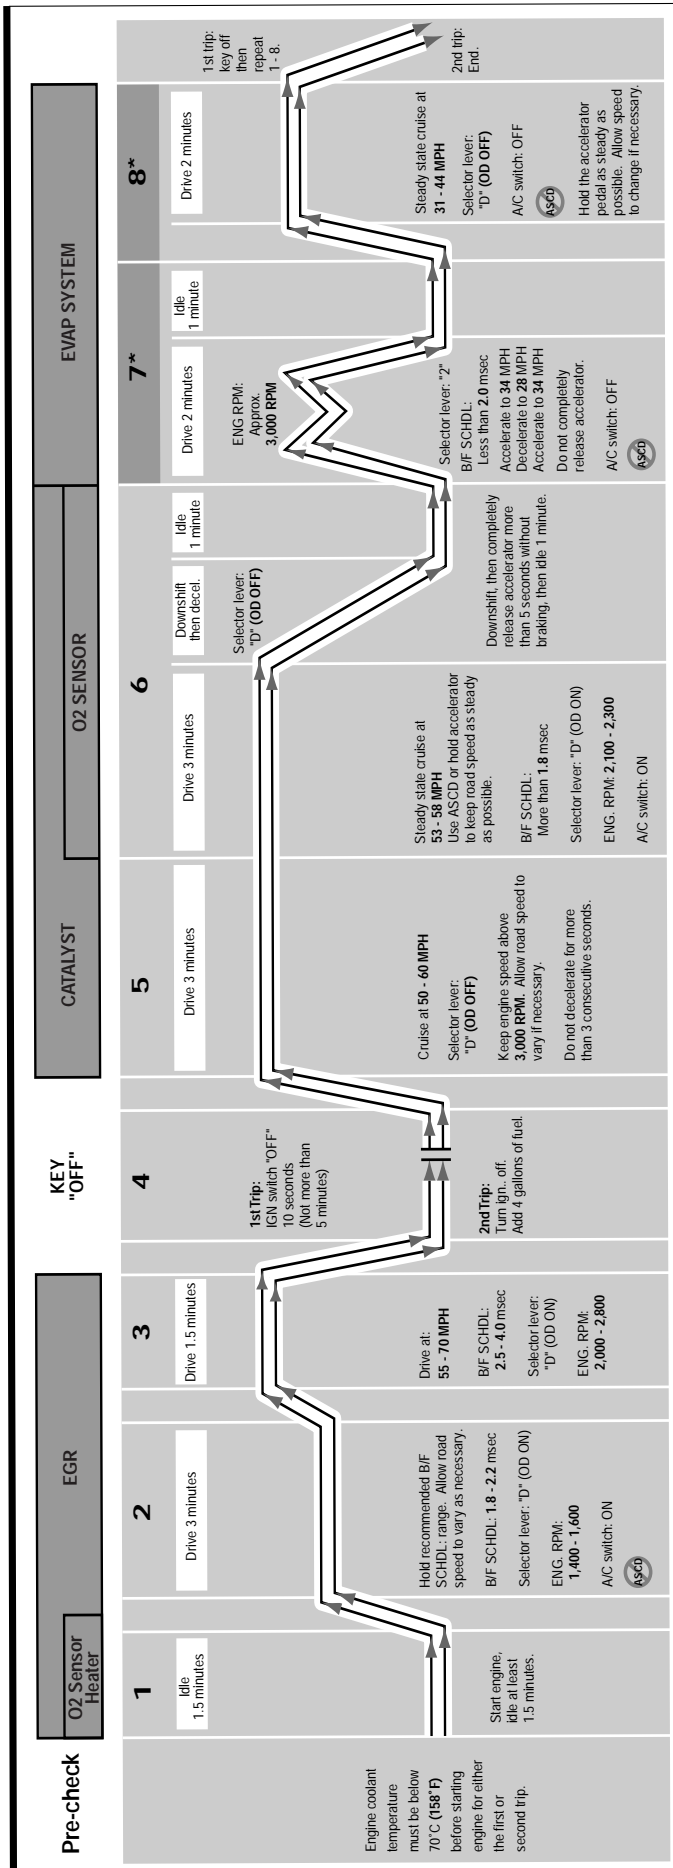 Pre-check
O2 Sensor
Heater
EGR
KEY
"OFF"
CATALYST
O2 SENSOR
EVAP SYSTEM
Engine coolant
temperature
must be below
70˚C (158˚F)
before starting
engine for either
the first or
second trip.
1
Idle
1.5 minutes
Start engine,
idle at least
1.5 minutes.
2
Drive 3 minutes
Hold recommended B/F
SCHDL: range. Allow road
speed to vary as necessary.
B/F SCHDL: 1.8 - 2.2 msec
Selector lever: "D" (OD ON)
ENG. RPM:
1,400 - 1,600
A/C switch: ON
ASCD
3
Drive 1.5 minutes
Drive at:
55 - 70 MPH
B/F SCHDL:
2.5 - 4.0 msec
Selector lever:
"D" (OD ON)
ENG. RPM:
2,000 - 2,800
4
1st Trip:
IGN switch "OFF"
10 seconds
(Not more than
5 minutes)
2nd Trip:
Turn ign.. off.
Add 4 gallons of fuel.
5
Drive 3 minutes
Cruise at 50 - 60 MPH
Selector lever:
"D" (OD OFF)
Keep engine speed above
3,000 RPM. Allow road speed to
vary if necessary.
Do not decelerate for more
than 3 consecutive seconds.
6
Drive 3 minutes
Steady state cruise at
53 - 58 MPH
Use ASCD or hold accelerator
to keep road speed as steady
as possible.
B/F SCHDL:
More than 1.8 msec
Selector lever: "D" (OD ON)
ENG. RPM: 2,100 - 2,300
A/C switch: ON
Downshift
then decel.
Selector lever:
"D" (OD OFF)
Idle
1 minute
Downshift, then completely
release accelerator more
than 5 seconds without
braking, then idle 1 minute.
7*
Drive 2 minutes
ENG RPM:
Approx.
3,000 RPM
Selector lever: "2"
B/F SCHDL:
Less than 2.0 msec
Accelerate to 34 MPH
Decelerate to 28 MPH
Accelerate to 34 MPH
Do not completely
release accelerator.
A/C switch: OFF
ASCD
Idle
1 minute
8*
Drive 2 minutes
Steady state cruise at
31 - 44 MPH
Selector lever:
"D" (OD OFF)
A/C switch: OFF
ASCD
Hold the accelerator
pedal as steady as
possible. Allow speed
to change if necessary.
1st trip:
key off
then
repeat
1 - 8.
2nd trip:
End.